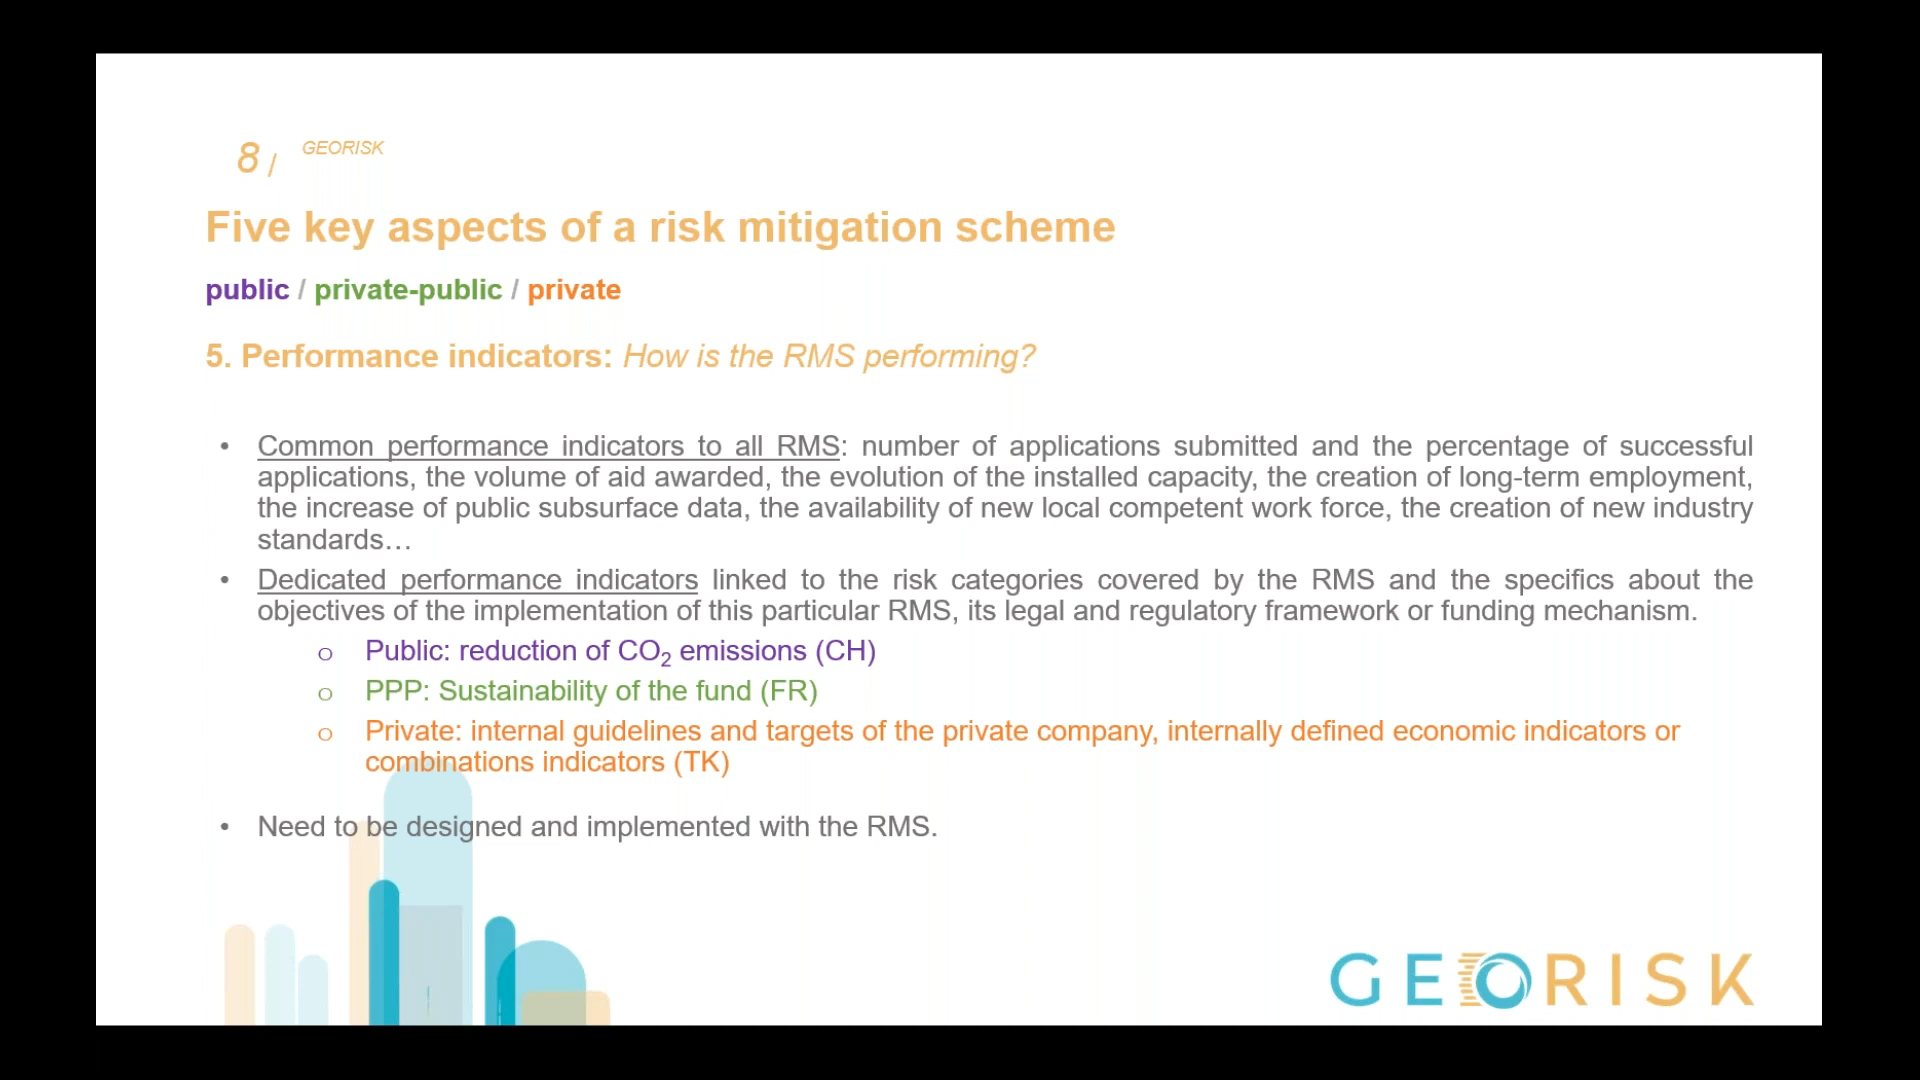 8 /
GEORISK
Five key aspects of a risk mitigation scheme
public / private-public / private
5. Performance indicators: How is the RMS performing?
• Common performance indicators to all RMS: number of applications submitted and the percentage of successful
applications, the volume of aid awarded, the evolution of the installed capacity, the creation of long-term employment,
the increase of public subsurface data, the availability of new local competent work force, the creation of new industry
standards…
• Dedicated performance indicators linked to the risk categories covered by the RMS and the specifics about the
objectives of the implementation of this particular RMS, its legal and regulatory framework or funding mechanism.
o Public: reduction of CO₂ emissions (CH)
o PPP: Sustainability of the fund (FR)
o Private: internal guidelines and targets of the private company, internally defined economic indicators or
combinations indicators (TK)
• Need to be designed and implemented with the RMS.
GEORISK